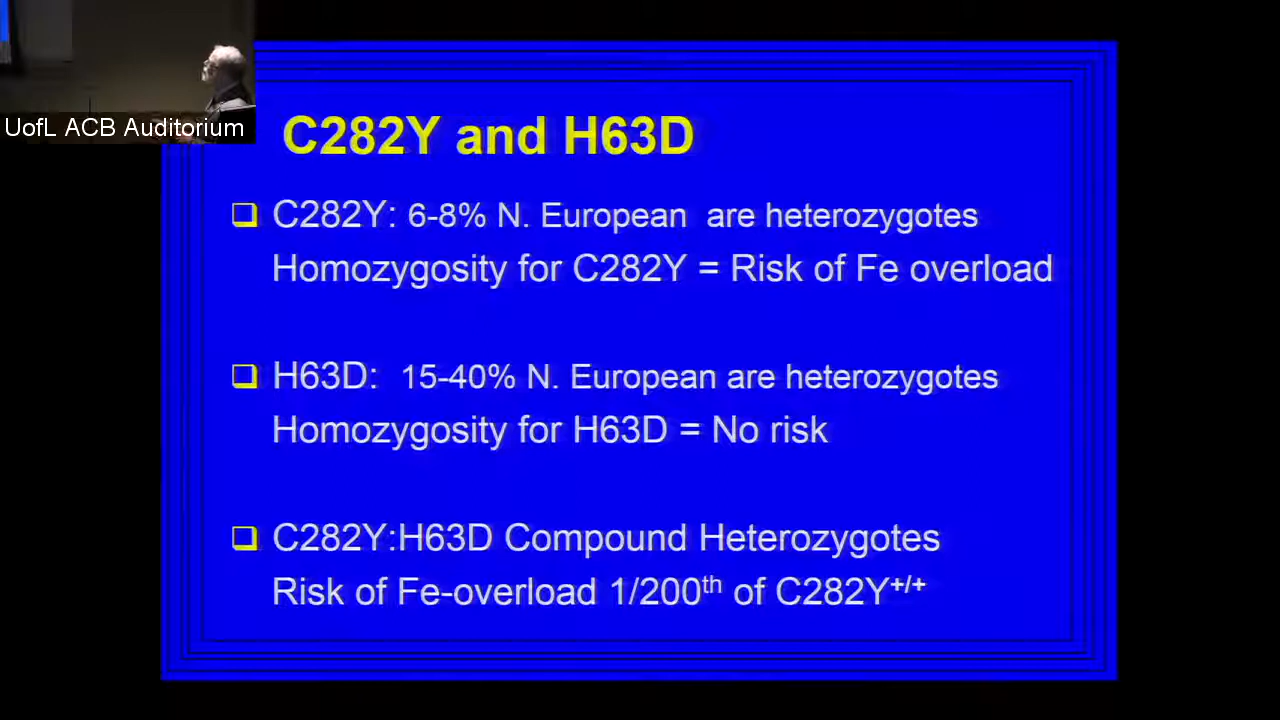 UofL ACB Auditorium
C282Y and H63D
❑ C282Y: 6-8% N. European are heterozygotes
Homozygosity for C282Y = Risk of Fe overload
❑ H63D: 15-40% N. European are heterozygotes
Homozygosity for H63D = No risk
❑ C282Y:H63D Compound Heterozygotes
Risk of Fe-overload 1/200th of C282Y+/+